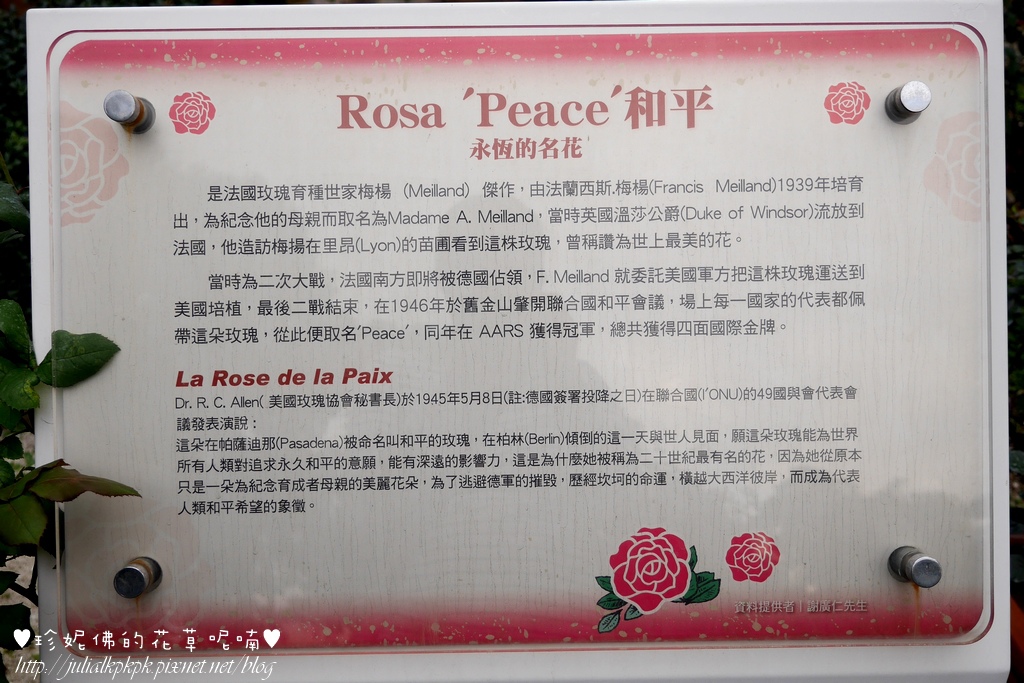 Rosa 'Peace'和平
永恆的名花
是法國玫瑰育種世家梅楊 (Meilland) 傑作,由法蘭西斯.梅楊(Francis Meilland)1939年培育
出,為紀念他的母親而取名為Madame A. Meilland,當時英國溫莎公爵(Duke of Windsor)流放到
法國,他造訪梅揚在里昂(Lyon)的苗圃看到這株玫瑰,曾稱讚為世上最美的花。
當時為二次大戰,法國南方即將被德國佔領,F. Meilland 就委託美國軍方把這株玫瑰運送到
美國培植,最後二戰結束,在1946年於舊金山肇開聯合國和平會議,場上每一國家的代表都佩
帶這朵玫瑰,從此便取名'Peace',同年在 AARS 獲得冠軍,總共獲得四面國際金牌。
La Rose de la Paix
Dr. R. C. Allen( 美國玫瑰協會秘書長)於1945年5月8日(註:德國簽署投降之日)在聯合國(l'ONU)的49國與會代表會
議發表演說:
這朵在帕薩迪那(Pasadena)被命名叫和平的玫瑰,在柏林(Berlin)傾倒的這一天與世人見面,願這朵玫瑰能為世界
所有人類對追求永久和平的意願,能有深遠的影響力,這是為什麼她被稱為二十世紀最有名的花,因為她從原本
只是一朵為紀念育成者母親的美麗花朵,為了逃避德軍的摧毀,歷經坎坷的命運,橫越大西洋彼岸,而成為代表
人類和平希望的象徵。
資料提供者|謝廣仁先生
♥珍妮佛的花草呢喃♥
http://julialkpkpk.pixnet.net/blog